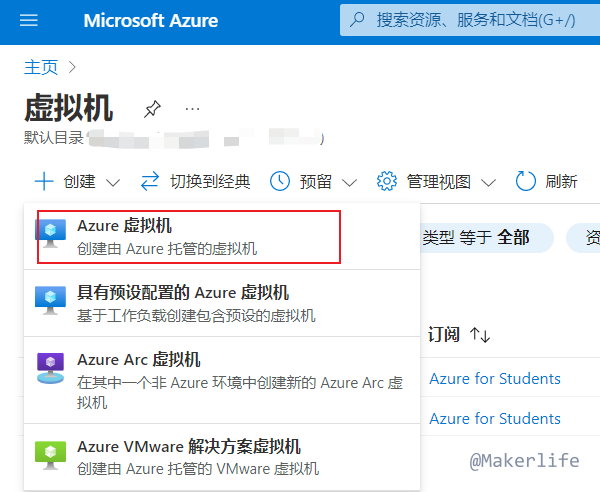 Microsoft Azure
搜索资源、服务和文档(G+/)
主页
虚拟机
默认目录
创建
切换到经典
预留
管理视图
刷新
Azure 虚拟机
创建由 Azure 托管的虚拟机
类型 等于 全部
资
具有预设配置的 Azure 虚拟机
基于工作负载创建包含预设的虚拟机
订阅
Azure Arc 虚拟机
在其中一个非 Azure 环境中创建新的 Azure Arc 虚
拟机
Azure for Students
Azure for Students
Azure VMware 解决方案虚拟机
创建由 Azure 托管的 VMware 虚拟机
@Makerlife